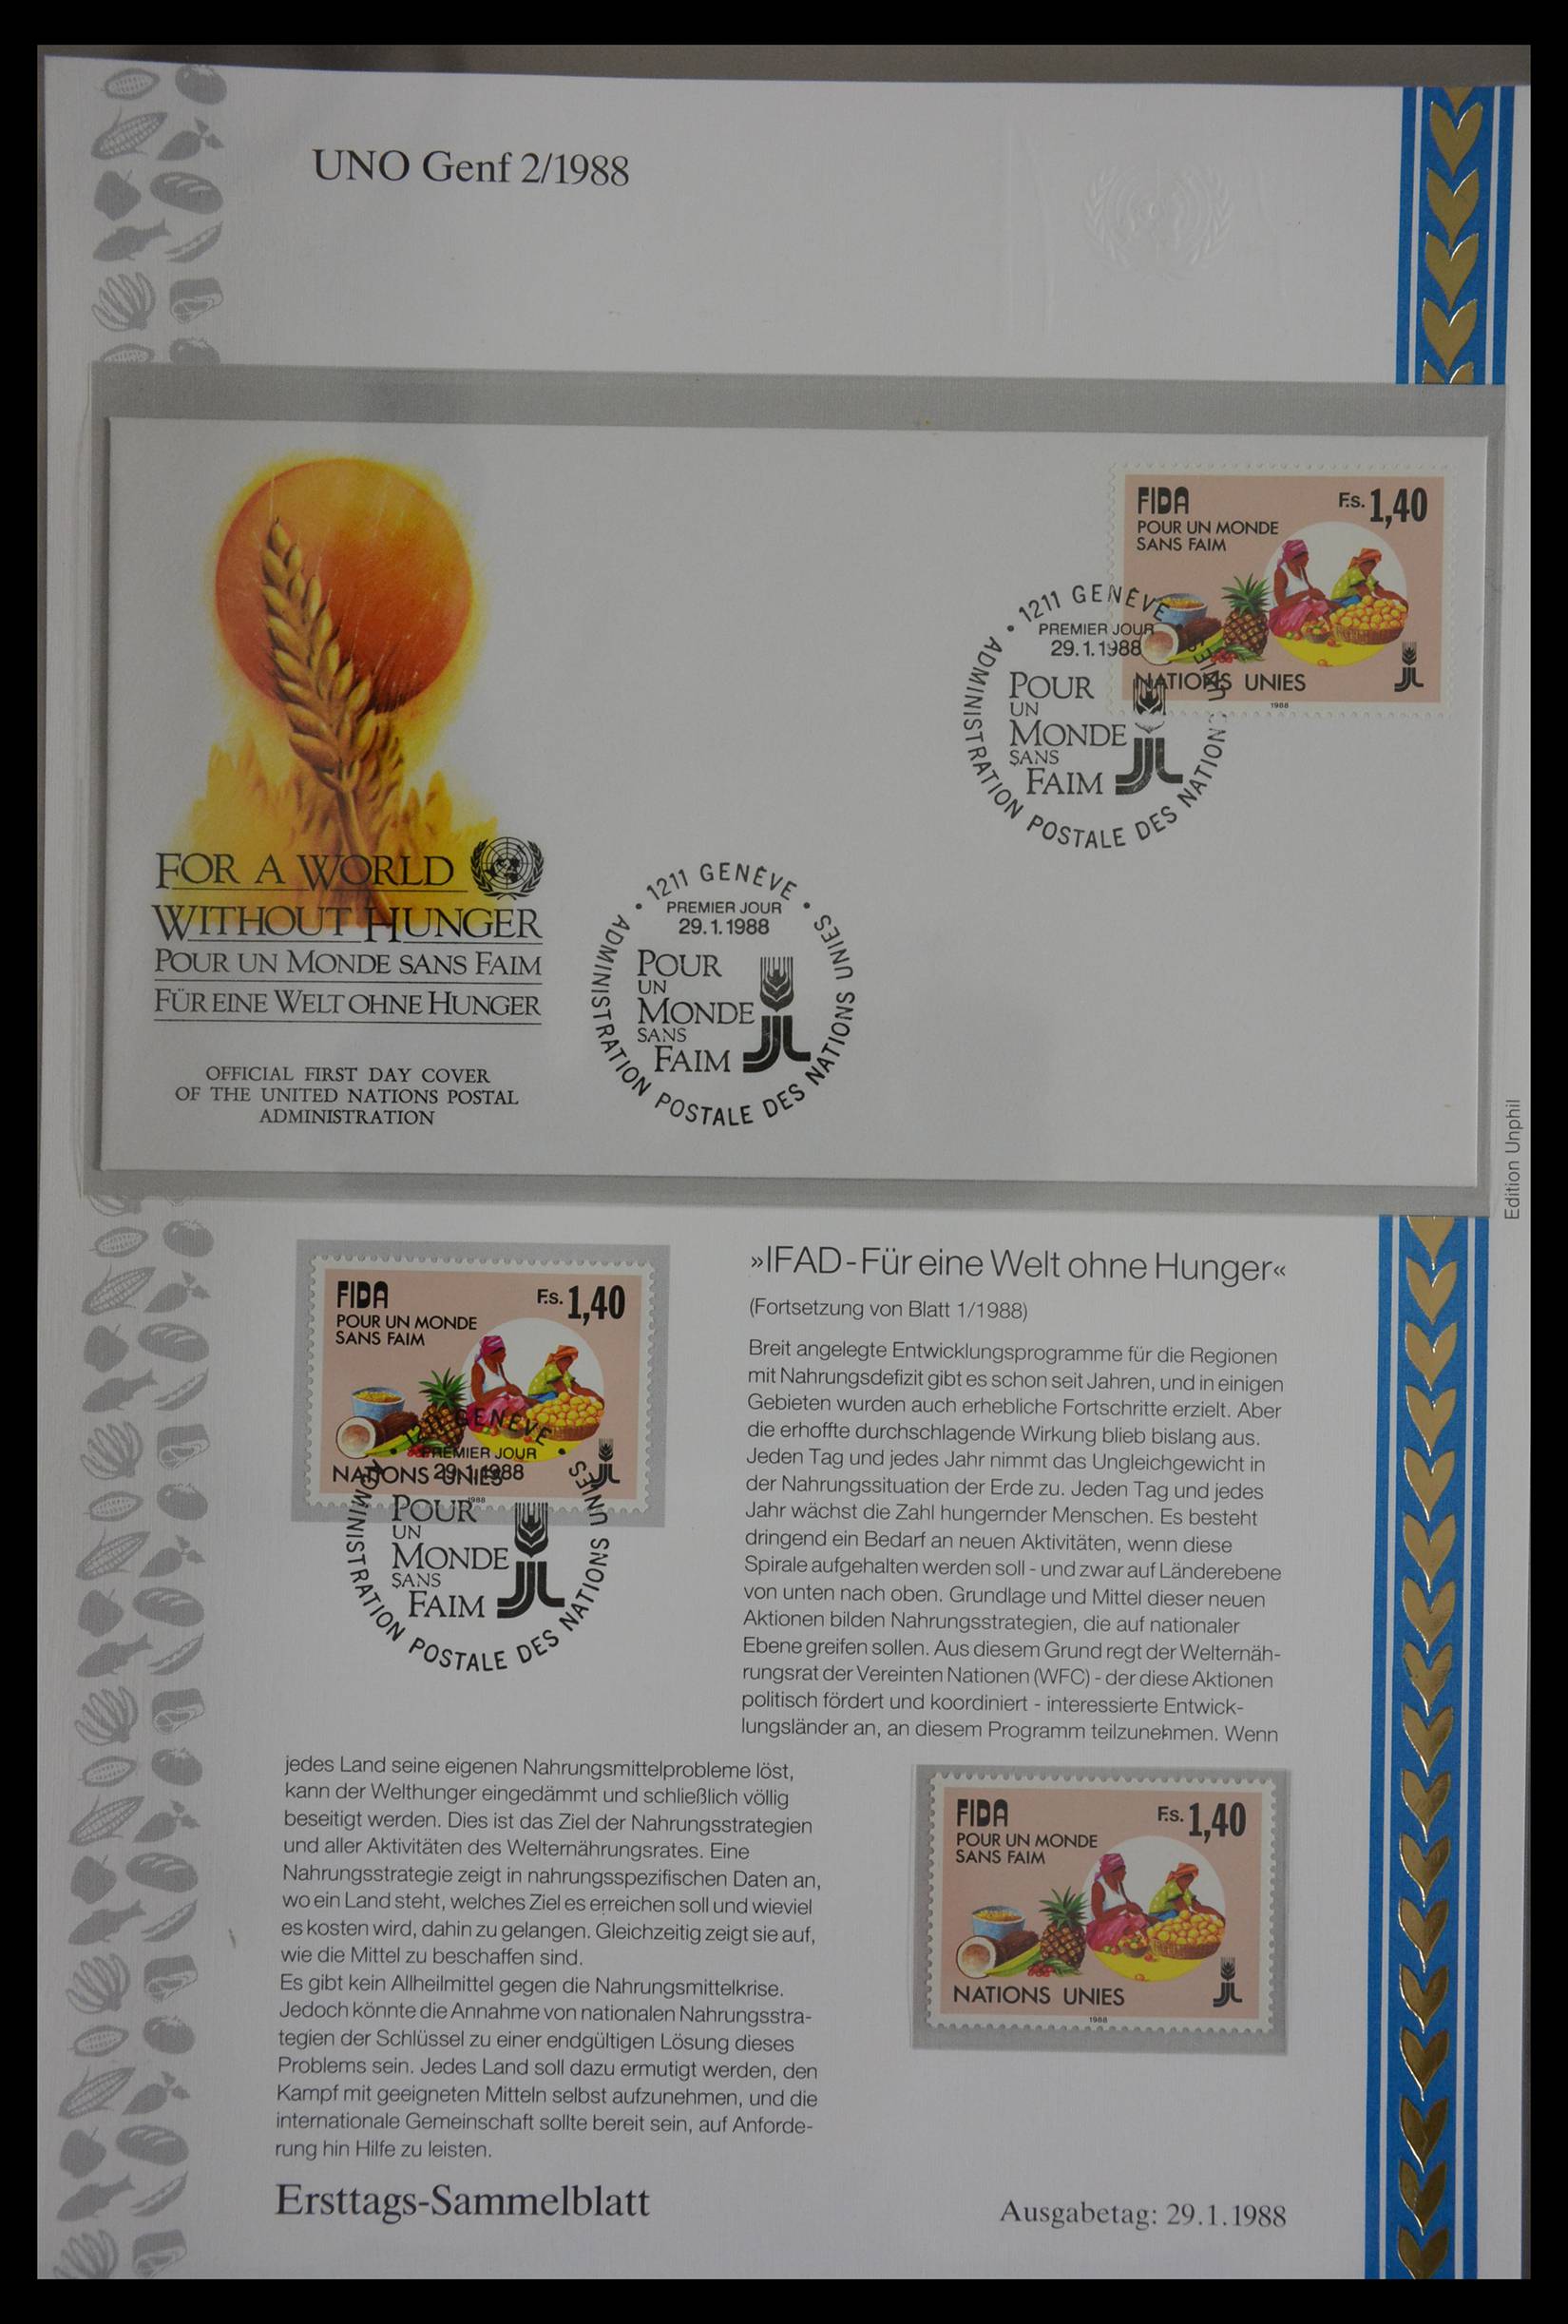 UNO Genf 2/1988
FIDA
F.s. 1,40
POUR UN MONDE
SANS FAIM
NATIONS UNIES
1988
• 1211 GENÈVE
PREMIER JOUR
29.1.1988
POUR
UN
MONDE
SANS
FAIM
ADMINISTRATION POSTALE DES NATIONS UNIES
FOR A WORLD
WITHOUT HUNGER
POUR UN MONDE SANS FAIM
FÜR EINE WELT OHNE HUNGER
OFFICIAL FIRST DAY COVER
OF THE UNITED NATIONS POSTAL
ADMINISTRATION
• 1211 GENÈVE •
PREMIER JOUR
29.1.1988
POUR
UN
MONDE
SANS
FAIM
ADMINISTRATION POSTALE DES NATIONS UNIES
Edition Unphil
FIDA
F.s. 1,40
POUR UN MONDE
SANS FAIM
NATIONS UNIES
1988
• 1211 GENÈVE •
PREMIER JOUR
29.1.1988
POUR
UN
MONDE
SANS
FAIM
ADMINISTRATION POSTALE DES NATIONS UNIES
»IFAD-Für eine Welt ohne Hunger«
(Fortsetzung von Blatt 1/1988)
Breit angelegte Entwicklungsprogramme für die Regionen
mit Nahrungsdefizit gibt es schon seit Jahren, und in einigen
Gebieten wurden auch erhebliche Fortschritte erzielt. Aber
die erhoffte durchschlagende Wirkung blieb bislang aus.
Jeden Tag und jedes Jahr nimmt das Ungleichgewicht in
der Nahrungssituation der Erde zu. Jeden Tag und jedes
Jahr wächst die Zahl hungernder Menschen. Es besteht
dringend ein Bedarf an neuen Aktivitäten, wenn diese
Spirale aufgehalten werden soll - und zwar auf Länderebene
von unten nach oben. Grundlage und Mittel dieser neuen
Aktionen bilden Nahrungsstrategien, die auf nationaler
Ebene greifen sollen. Aus diesem Grund regt der Welternäh-
rungsrat der Vereinten Nationen (WFC) - der diese Aktionen
politisch fördert und koordiniert - interessierte Entwick-
lungsländer an, an diesem Programm teilzunehmen. Wenn
jedes Land seine eigenen Nahrungsmittelprobleme löst,
kann der Welthunger eingedämmt und schließlich völlig
beseitigt werden. Dies ist das Ziel der Nahrungsstrategien
und aller Aktivitäten des Welternährungsrates. Eine
Nahrungsstrategie zeigt in nahrungsspezifischen Daten an,
wo ein Land steht, welches Ziel es erreichen soll und wieviel
es kosten wird, dahin zu gelangen. Gleichzeitig zeigt sie auf,
wie die Mittel zu beschaffen sind.
Es gibt kein Allheilmittel gegen die Nahrungsmittelkrise.
Jedoch könnte die Annahme von nationalen Nahrungsstra-
tegien der Schlüssel zu einer endgültigen Lösung dieses
Problems sein. Jedes Land soll dazu ermutigt werden, den
Kampf mit geeigneten Mitteln selbst aufzunehmen, und die
internationale Gemeinschaft sollte bereit sein, auf Anforde-
rung hin Hilfe zu leisten.
FIDA
F.s. 1,40
POUR UN MONDE
SANS FAIM
NATIONS UNIES
1988
Ersttags-Sammelblatt
Ausgabetag: 29.1.1988